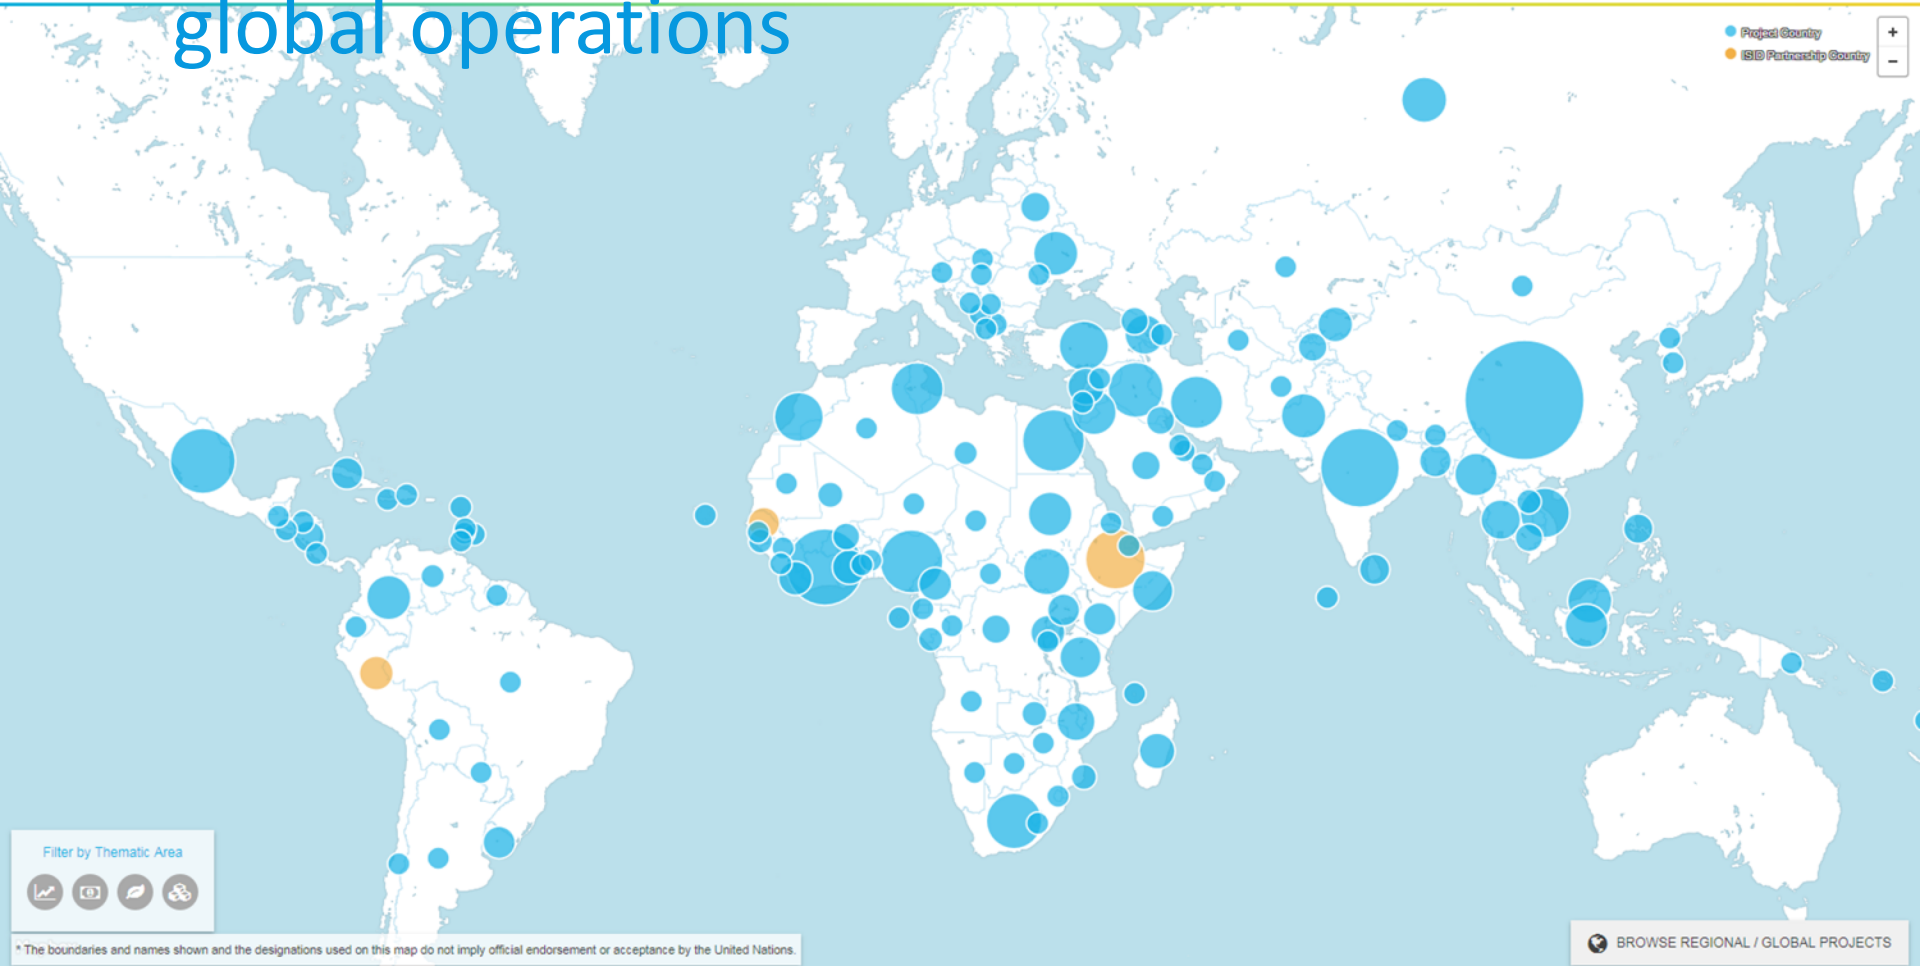 global operations
Project Country
ISID Partnership Country
+
−
Filter by Thematic Area
* The boundaries and names shown and the designations used on this map do not imply official endorsement or acceptance by the United Nations.
BROWSE REGIONAL / GLOBAL PROJECTS